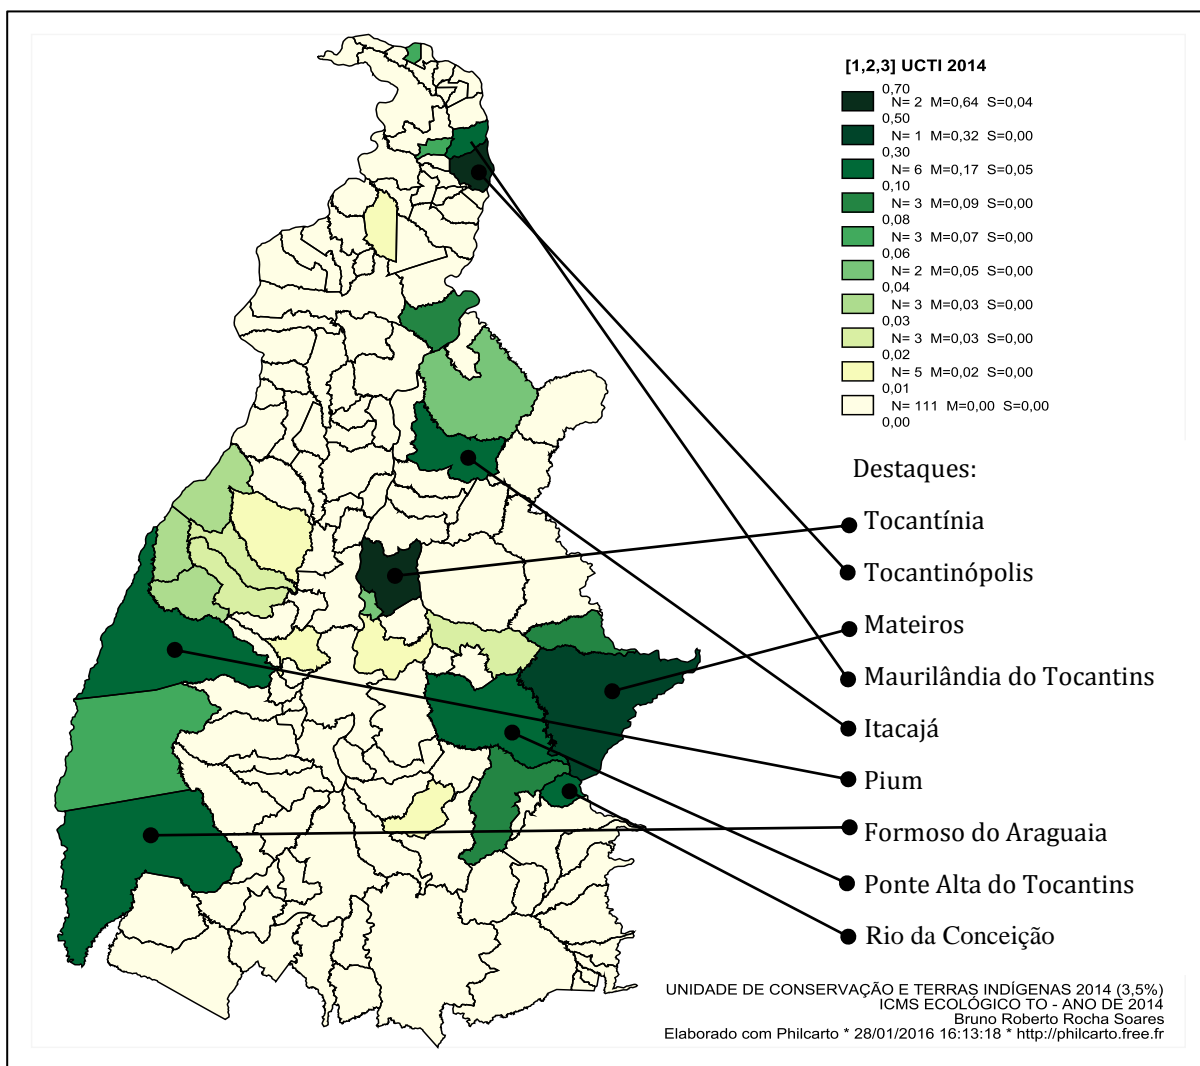 [1,2,3] UCTI 2014
0,70
N= 2 M=0,64 S=0,04
0,50
N= 1 M=0,32 S=0,00
0,30
N= 6 M=0,17 S=0,05
0,10
N= 3 M=0,09 S=0,00
0,08
N= 3 M=0,07 S=0,00
0,06
N= 2 M=0,05 S=0,00
0,04
N= 3 M=0,03 S=0,00
0,03
N= 3 M=0,03 S=0,00
0,02
N= 5 M=0,02 S=0,00
0,01
N= 111 M=0,00 S=0,00
0,00
Destaques:
Tocantínia
Tocantinópolis
Mateiros
Maurilândia do Tocantins
Itacajá
Pium
Formoso do Araguaia
Ponte Alta do Tocantins
Rio da Conceição
UNIDADE DE CONSERVAÇÃO E TERRAS INDÍGENAS 2014 (3,5%)
ICMS ECOLÓGICO TO - ANO DE 2014
Bruno Roberto Rocha Soares
Elaborado com Philcarto * 28/01/2016 16:13:18 * http://philcarto.free.fr